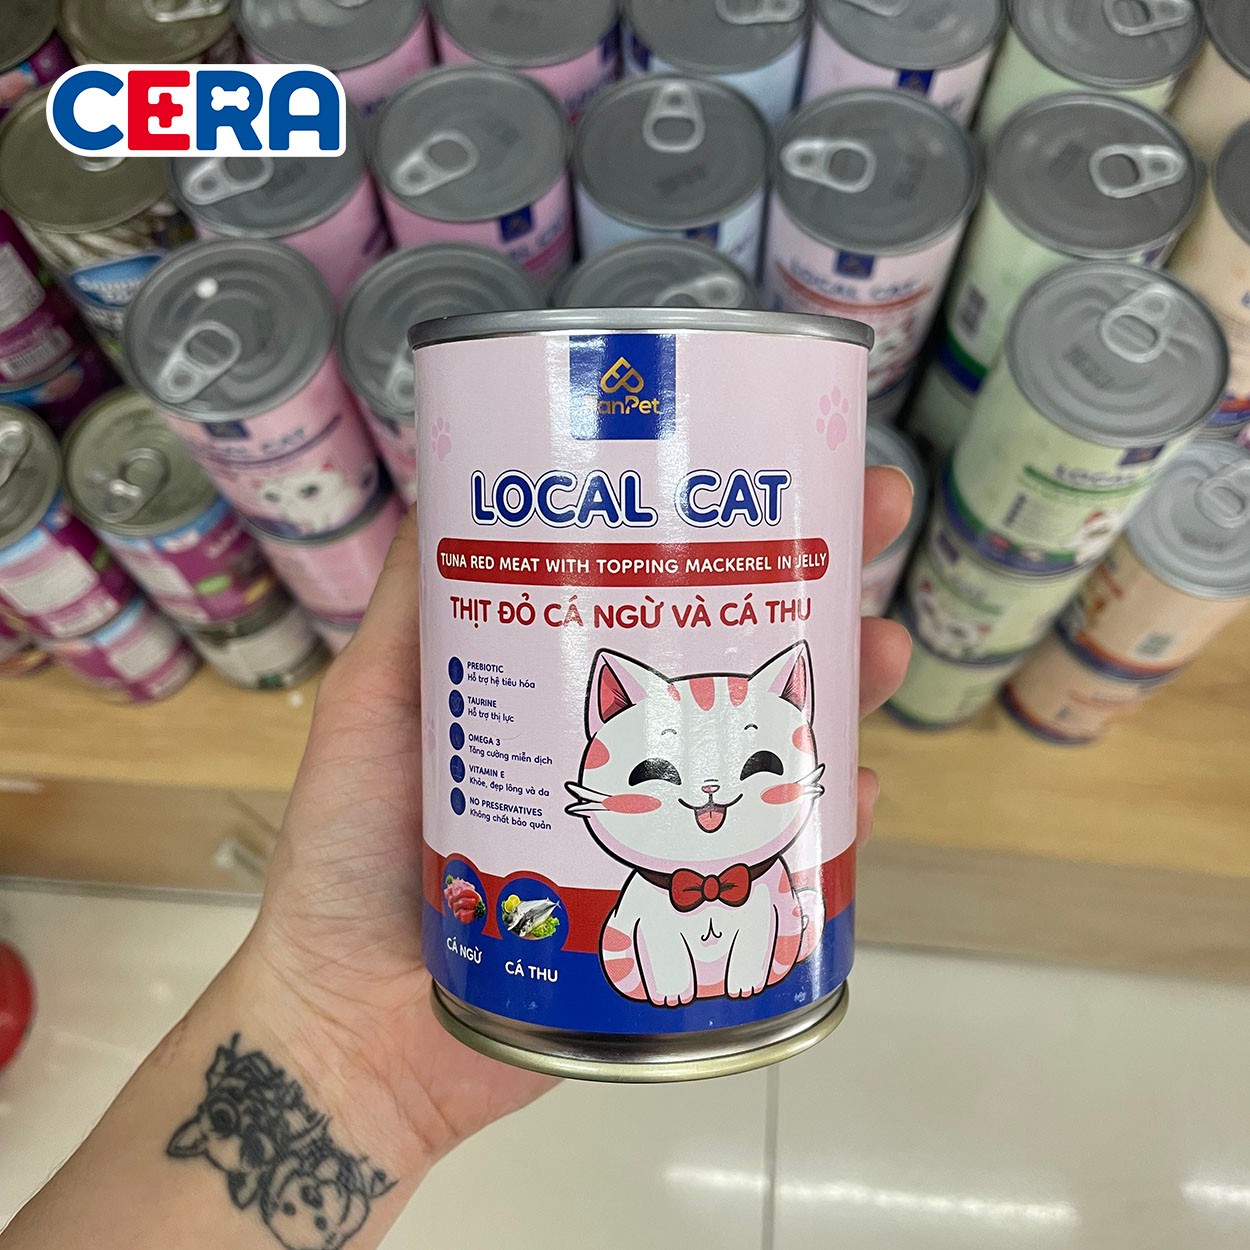 CERA
LOCAL CAT
LOCAL CAT
TUNA RED MEAT WITH TOPPING MACKEREL IN JELLY
THỊT ĐỎ CÁ NGỪ VÀ CÁ THU
PREBIOTIC
Hỗ trợ hệ tiêu hóa
TAURINE
Hỗ trợ thị lực
OMEGA 3
Tăng cường miễn dịch
VITAMIN E
Khỏe, đẹp lông và da
NO PRESERVATIVES
Không chất bảo quản
CÁ NGỪ
CÁ THU